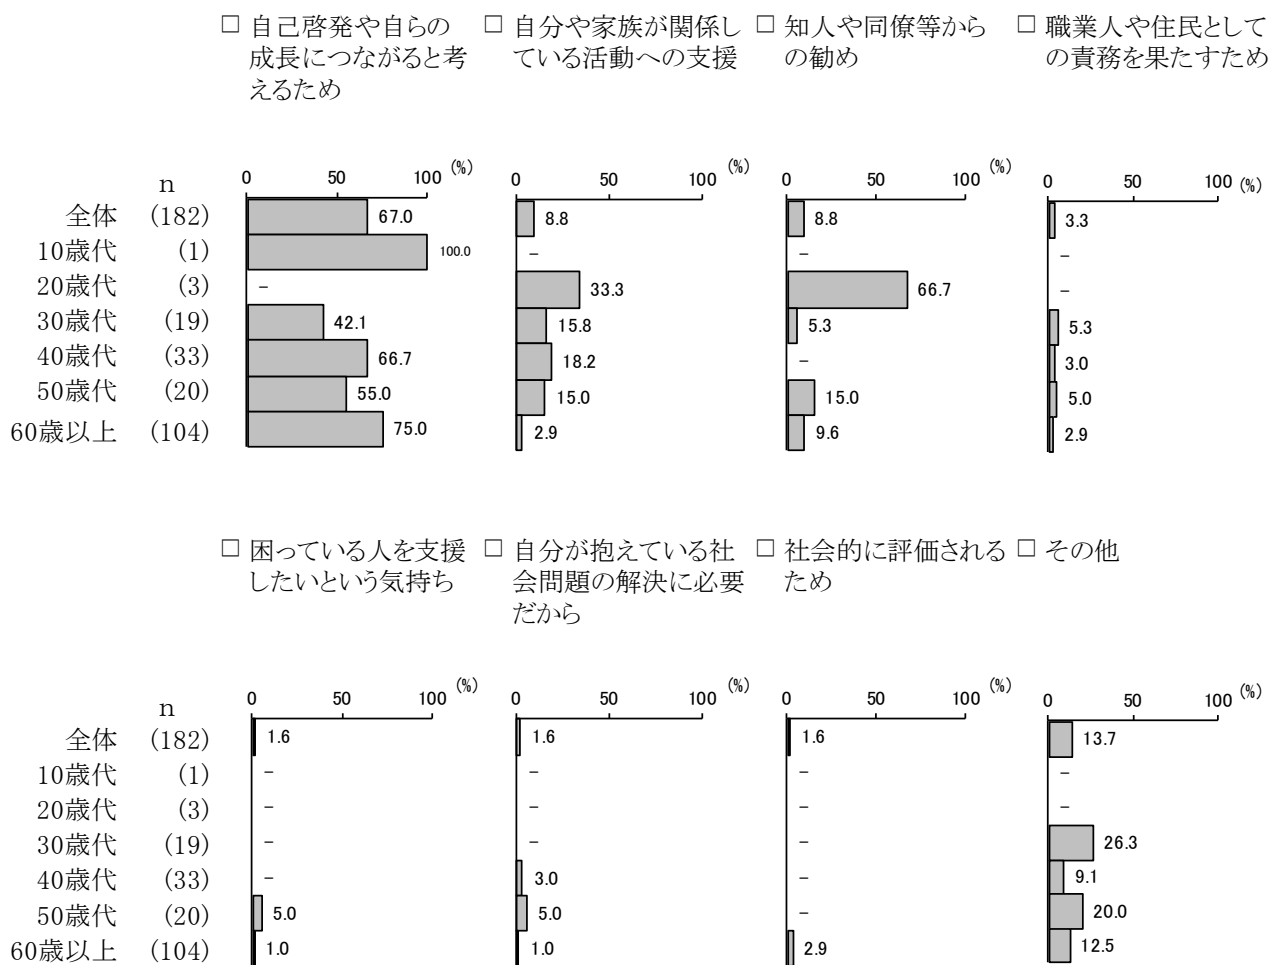 □ 自己啓発や自らの成長につながると考えるため
□ 自分や家族が関係している活動への支援
□ 知人や同僚等からの勧め
□ 職業人や住民としての責務を果たすため
0 50 100 (%) 0 50 100 (%) 0 50 100 (%) 0 50 100 (%)
n
全体 (182) 67.0 8.8 8.8 3.3
10歳代 (1) 100.0 – – –
20歳代 (3) – 33.3 66.7 –
30歳代 (19) 42.1 15.8 5.3 5.3
40歳代 (33) 66.7 18.2 – 3.0
50歳代 (20) 55.0 15.0 15.0 5.0
60歳以上 (104) 75.0 2.9 9.6 2.9
□ 困っている人を支援したいという気持ち
□ 自分が抱えている社会問題の解決に必要だから
□ 社会的に評価されるため
□ その他
0 50 100 (%) 0 50 100 (%) 0 50 100 (%) 0 50 100 (%)
n
全体 (182) 1.6 1.6 1.6 13.7
10歳代 (1) – – – –
20歳代 (3) – – – –
30歳代 (19) – – – 26.3
40歳代 (33) – 3.0 – 9.1
50歳代 (20) 5.0 5.0 – 20.0
60歳以上 (104) 1.0 1.0 2.9 12.5